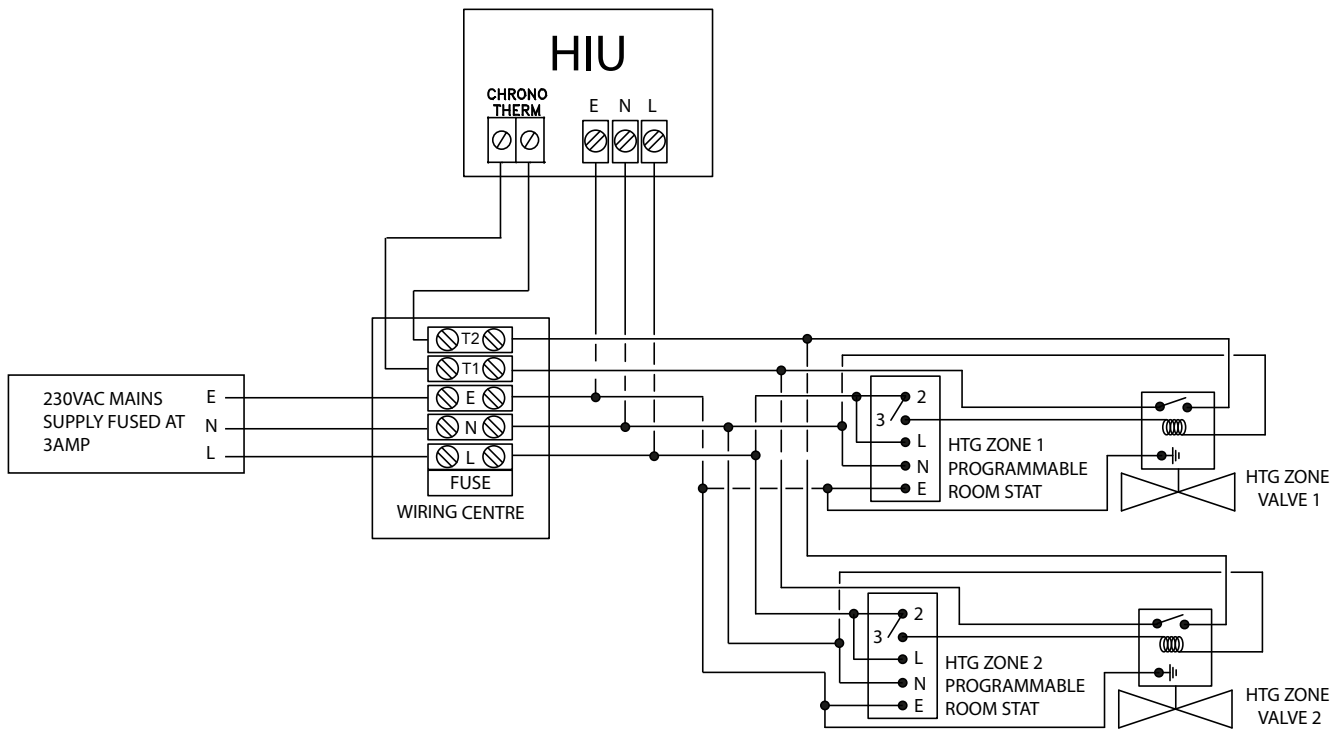 HIU
CHRONO
THERM
E N L
T2
T1
E
N
L
FUSE
WIRING CENTRE
230VAC MAINS
SUPPLY FUSED AT
3AMP
E
N
L
2
3
L
N
E
HTG ZONE 1
PROGRAMMABLE
ROOM STAT
HTG ZONE
VALVE 1
2
3
L
N
E
HTG ZONE 2
PROGRAMMABLE
ROOM STAT
HTG ZONE
VALVE 2